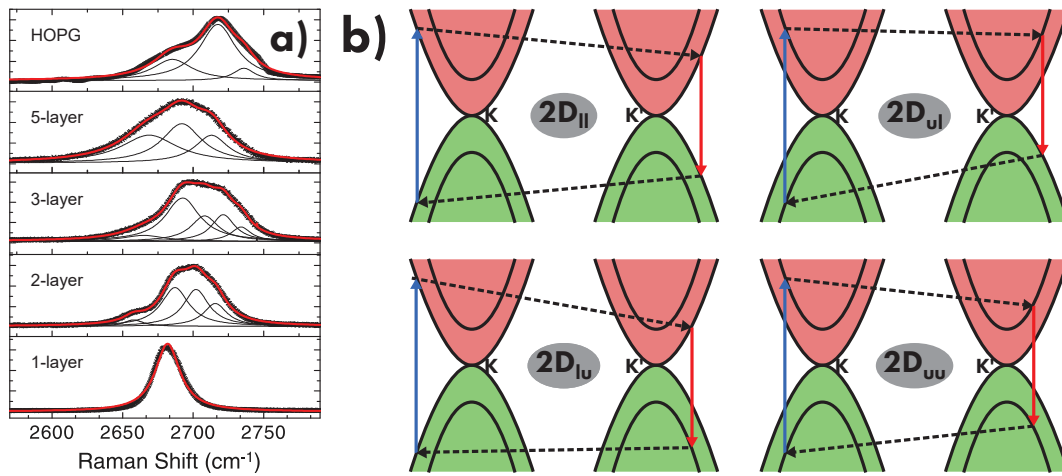 a)
HOPG
5-layer
3-layer
2-layer
1-layer
2600 2650 2700 2750
Raman Shift (cm⁻¹)
b)
K 2D_ll K'
K 2D_ul K'
K 2D_lu K'
K 2D_uu K'